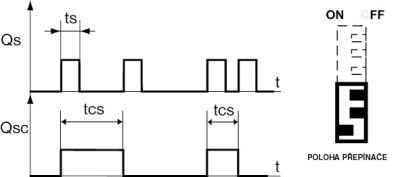 ts
ON OFF
Qs
t
tcs
tcs
Qsc
t
POLOHA PŘEPÍNAČE